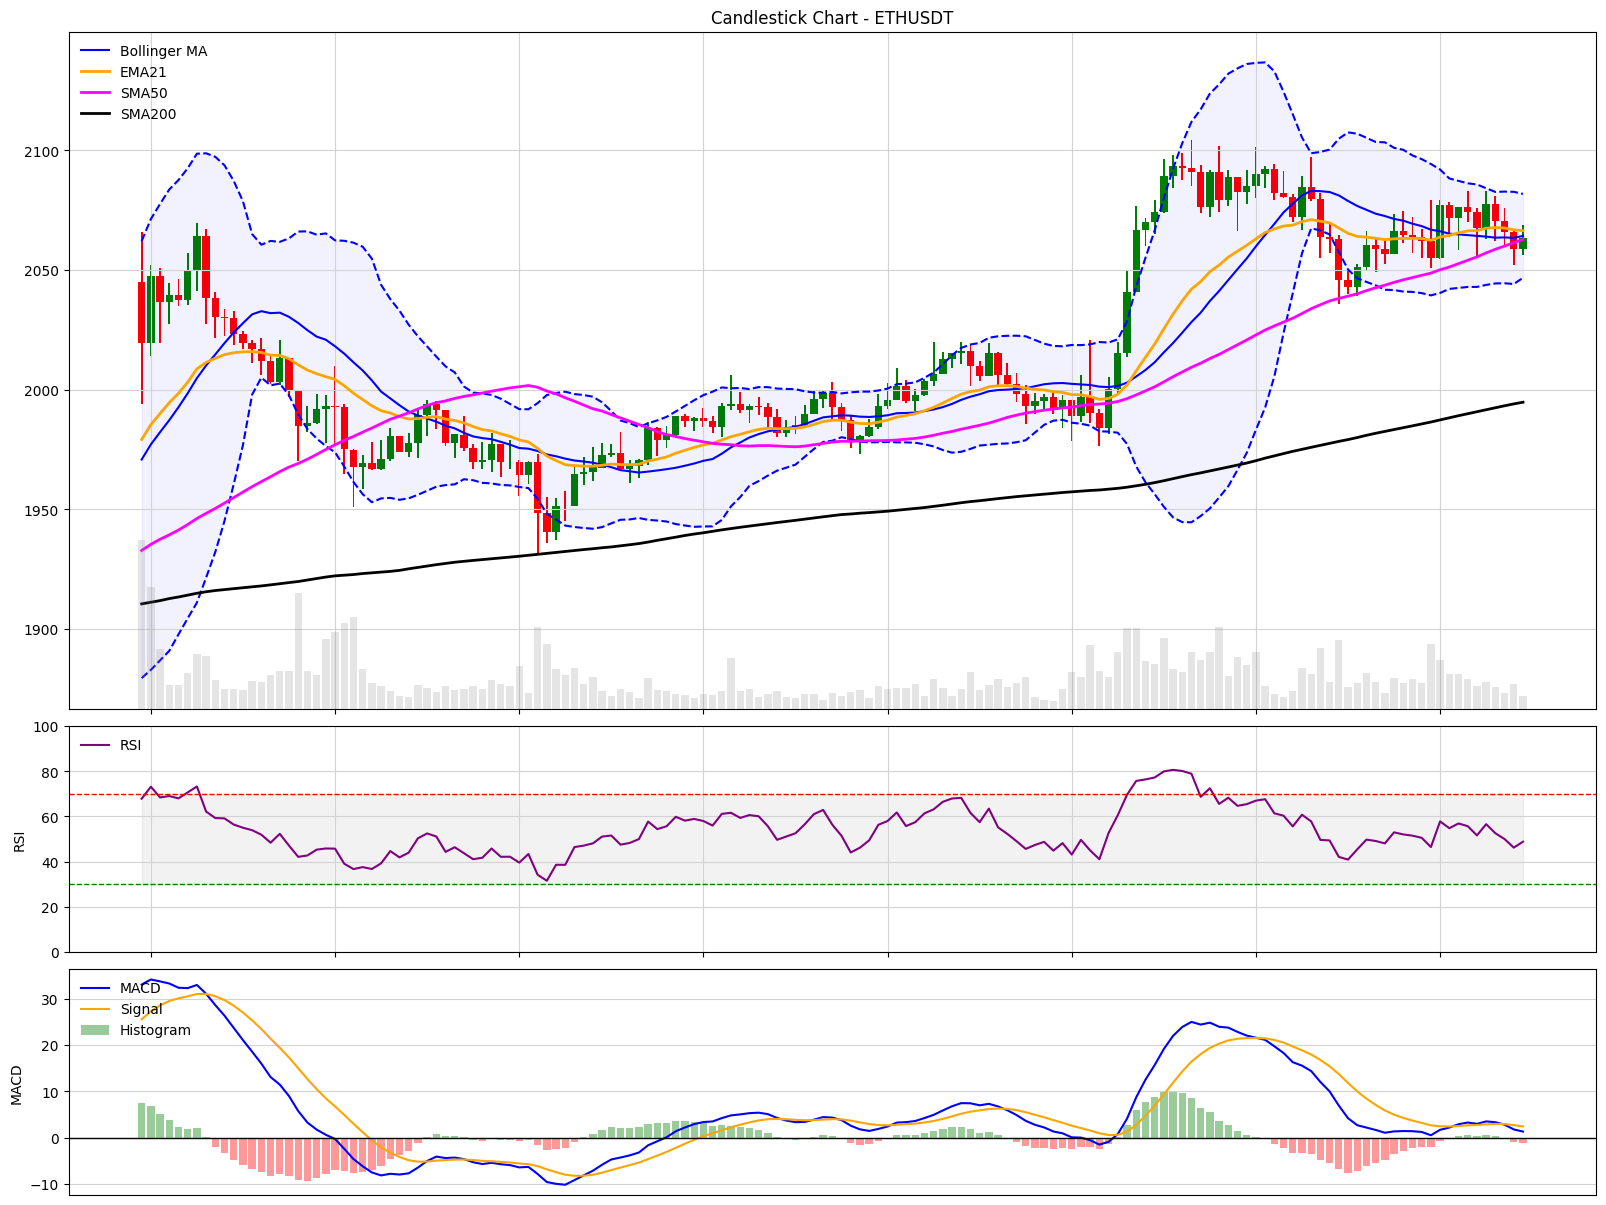 Candlestick Chart - ETHUSDT
Bollinger MA
EMA21
SMA50
SMA200
2100
2050
2000
1950
1900
100
80
60
40
20
0
RSI
RSI
30
20
10
0
−10
MACD
MACD
Signal
Histogram